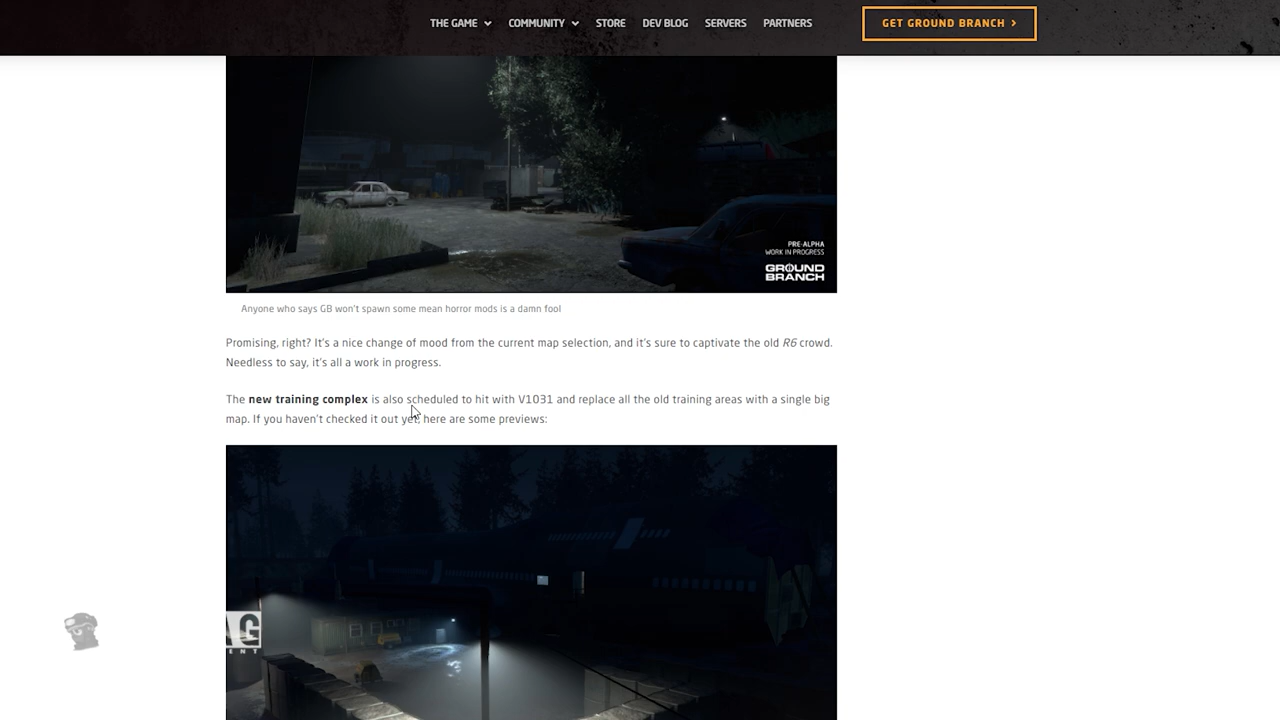 THE GAME COMMUNITY STORE DEV BLOG SERVERS PARTNERS GET GROUND BRANCH >
PRE-ALPHA
WORK IN PROGRESS
GROUND
BRANCH
Anyone who says GB won't spawn some mean horror mods is a damn fool
Promising, right? It's a nice change of mood from the current map selection, and it's sure to captivate the old R6 crowd.
Needless to say, it's all a work in progress.
The new training complex is also scheduled to hit with V1031 and replace all the old training areas with a single big
map. If you haven't checked it out yet, here are some previews: